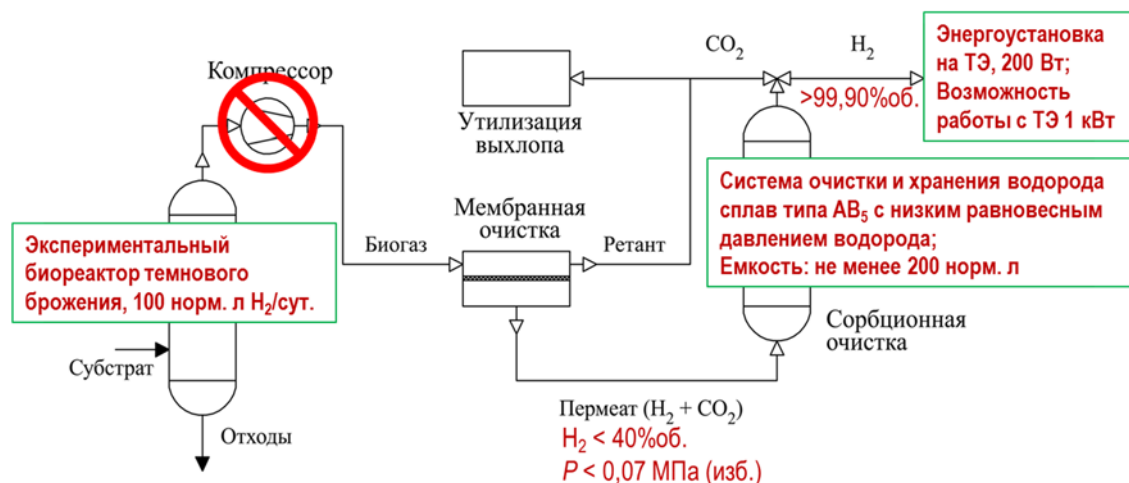 Компрессор
CO₂
H₂
>99,90%об.
Энергоустановка
на ТЭ, 200 Вт;
Возможность
работы с ТЭ 1 кВт
Утилизация
выхлопа
Система очистки и хранения водорода
сплав типа AB₅ с низким равновесным
давлением водорода;
Емкость: не менее 200 норм. л
Мембранная
очистка
Биогаз
Ретант
Экспериментальный
биореактор темнового
брожения, 100 норм. л H₂/сут.
Сорбционная
очистка
Субстрат
Отходы
Пермеат (H₂ + CO₂)
H₂ < 40%об.
P < 0,07 МПа (изб.)